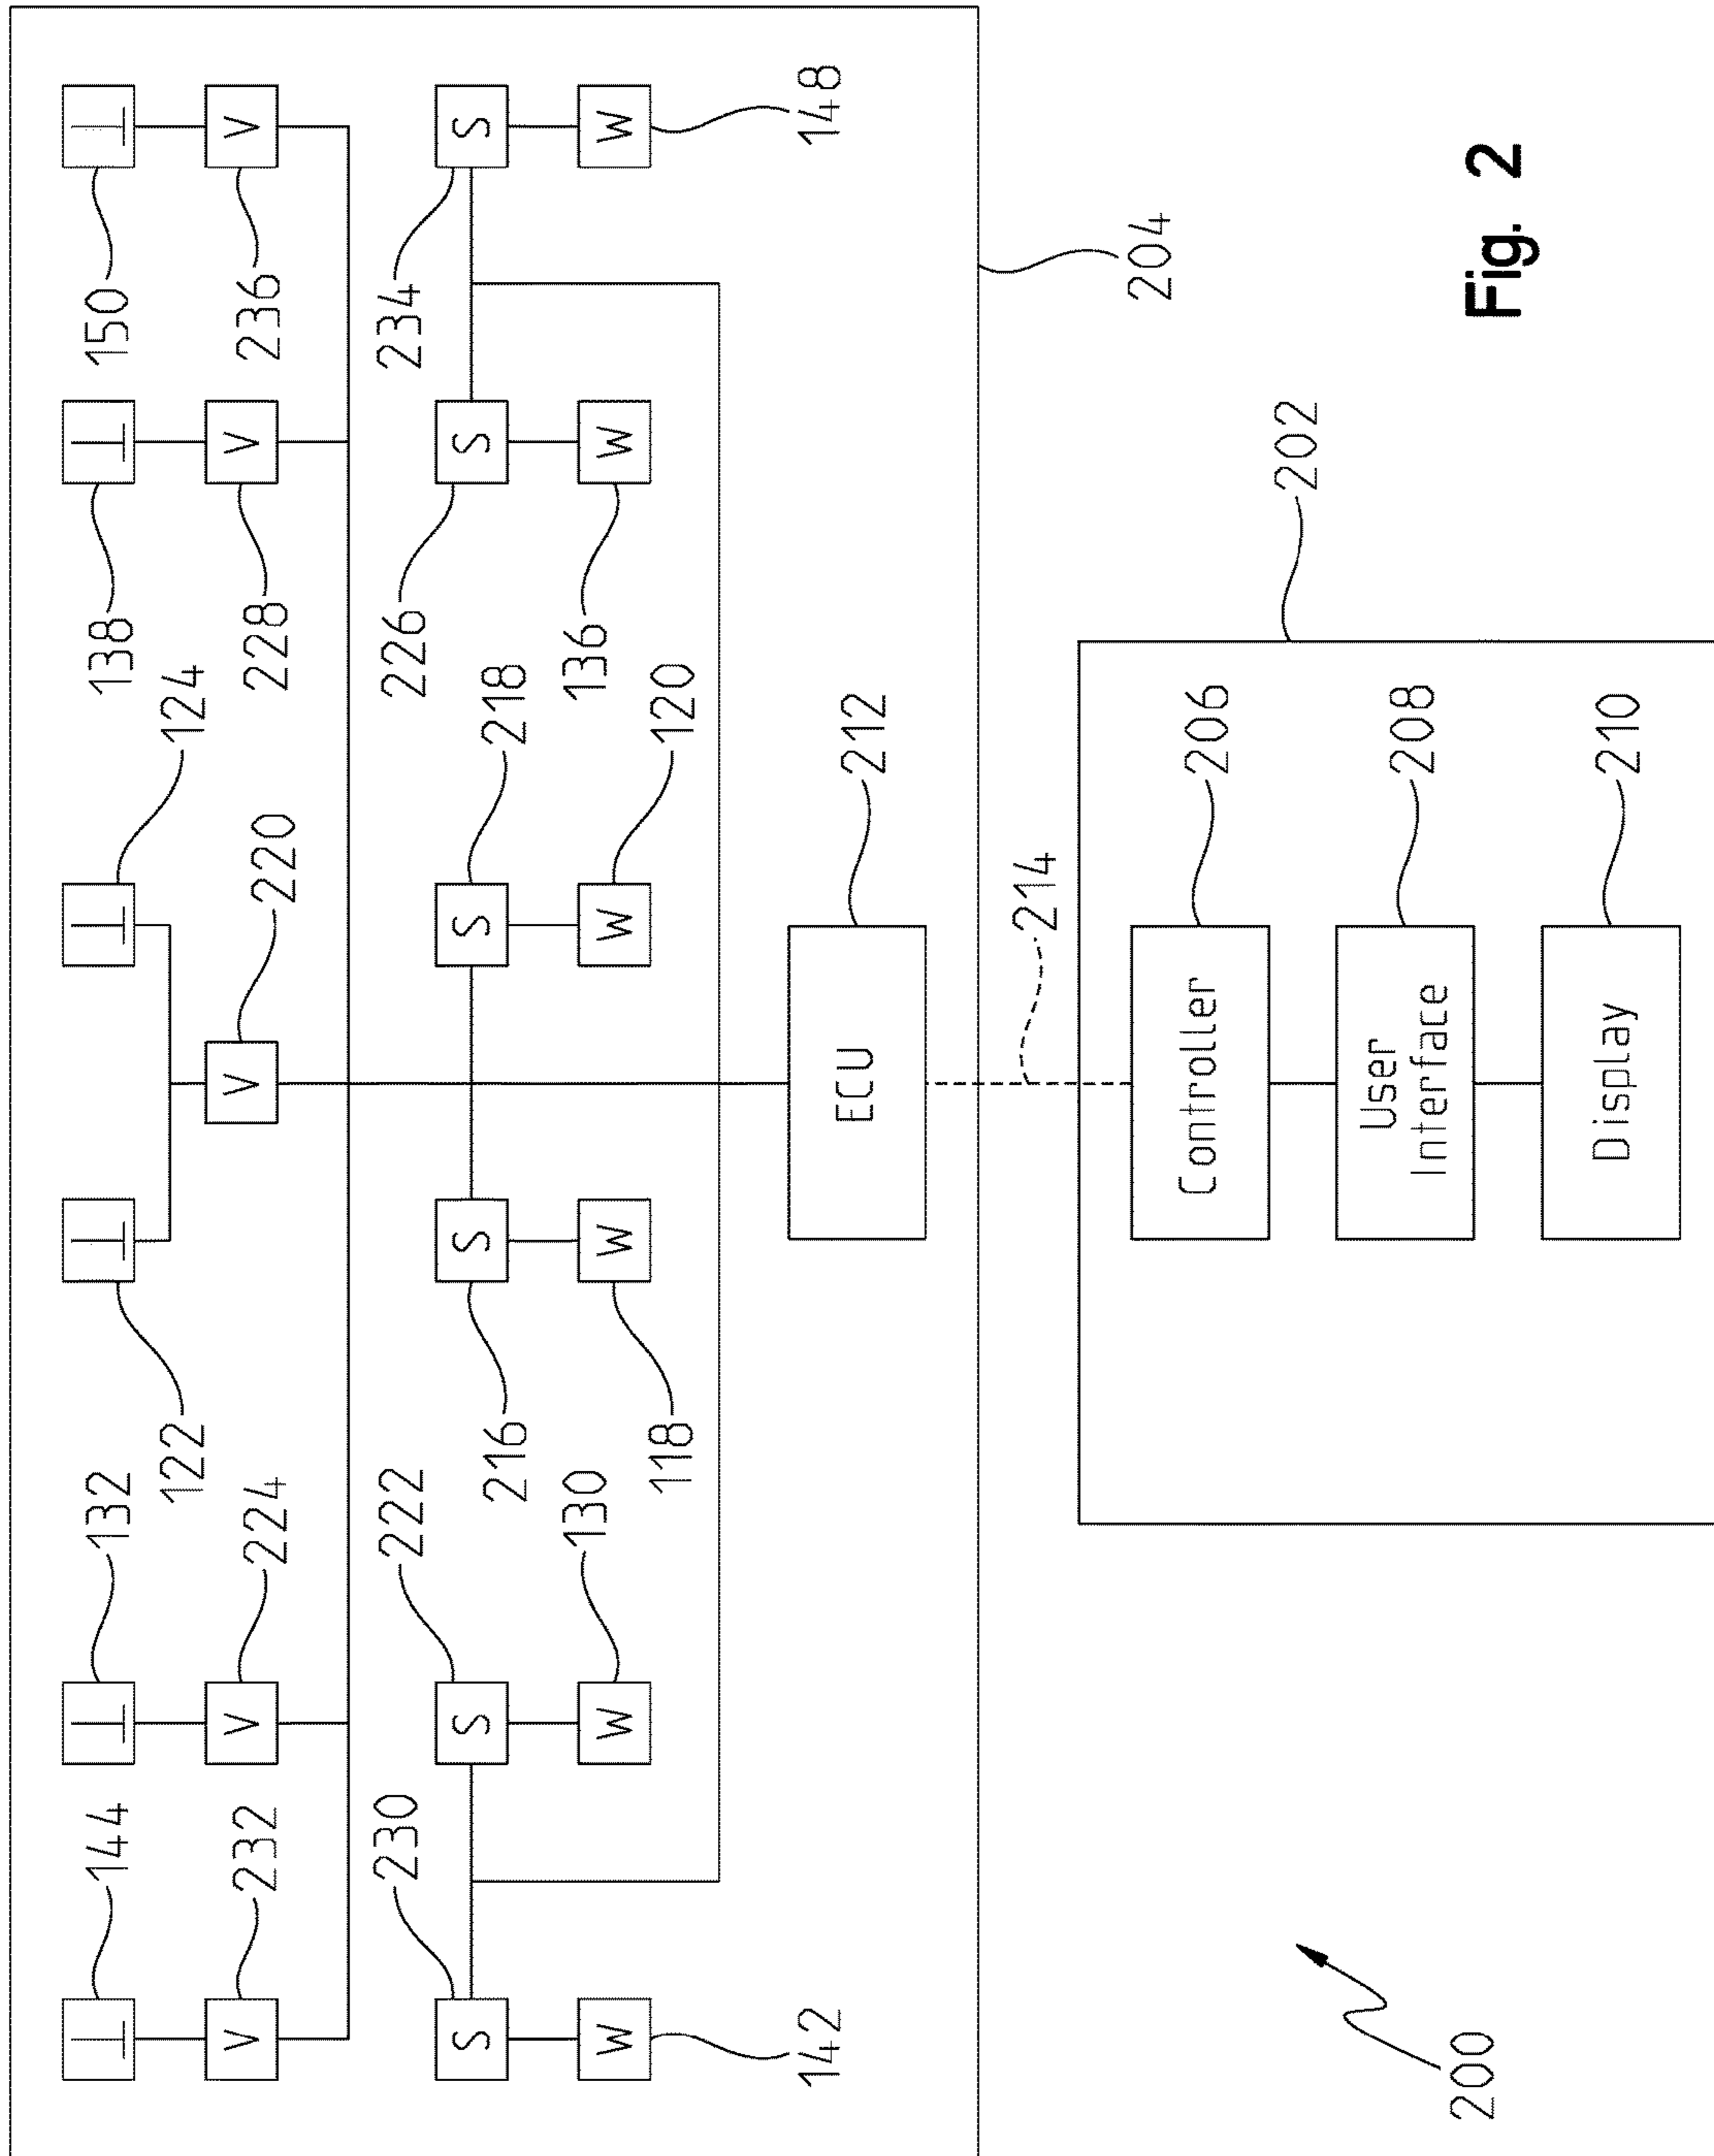 144
132
138
150
122
124
V
232
V
224
V
220
V
228
V
236
230
222
226
234
S
S
S
S
S
S
216
218
W
W
130
W
W
W
136
W
118
120
142
148
ECU
212
214
204
Controller
206
202
User
Interface
208
200
Fig. 2
Display
210